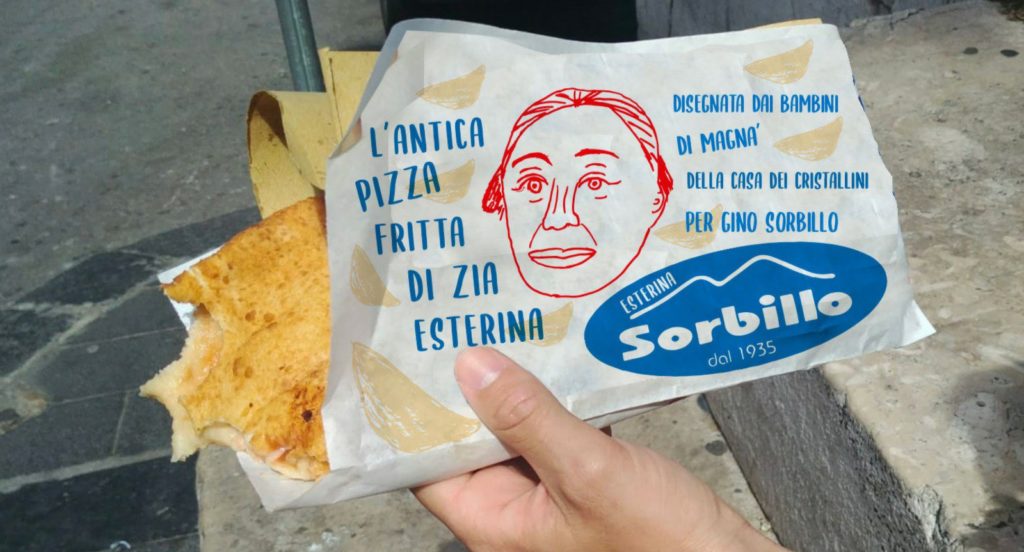 L'ANTICA
PIZZA
FRITTA
DI ZIA
ESTERINA
DISEGNATA DAI BAMBINI
DI MAGNA'
DELLA CASA DEI CRISTALLINI
PER GINO SORBILLO
ESTERINA
Sorbillo
dal 1935